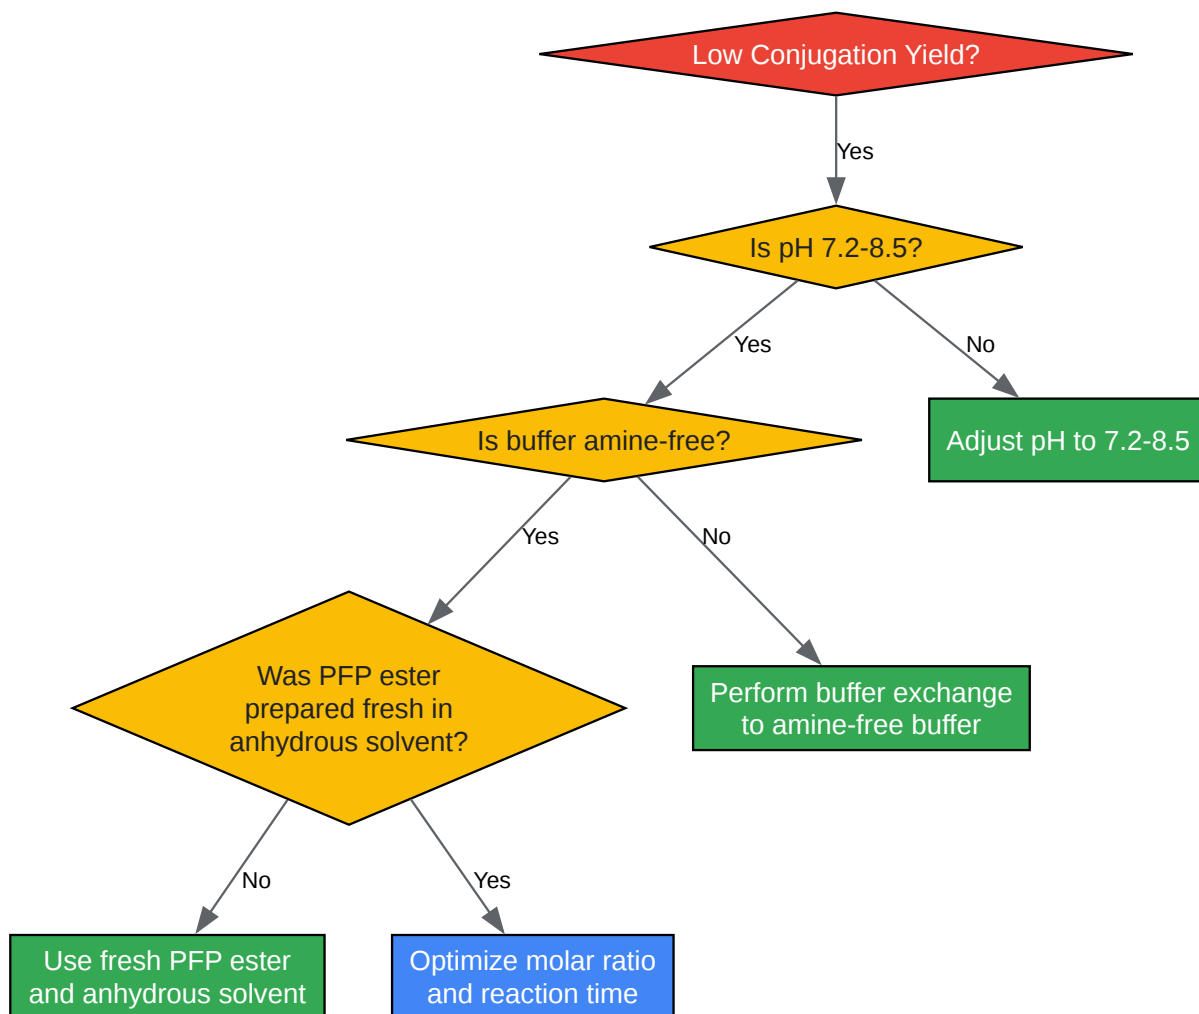 Low Conjugation Yield?
Yes
Is pH 7.2-8.5?
Yes
No
Is buffer amine-free?
Adjust pH to 7.2-8.5
Yes
No
Was PFP ester
prepared fresh in
anhydrous solvent?
Perform buffer exchange
to amine-free buffer
No
Yes
Use fresh PFP ester
and anhydrous solvent
Optimize molar ratio
and reaction time